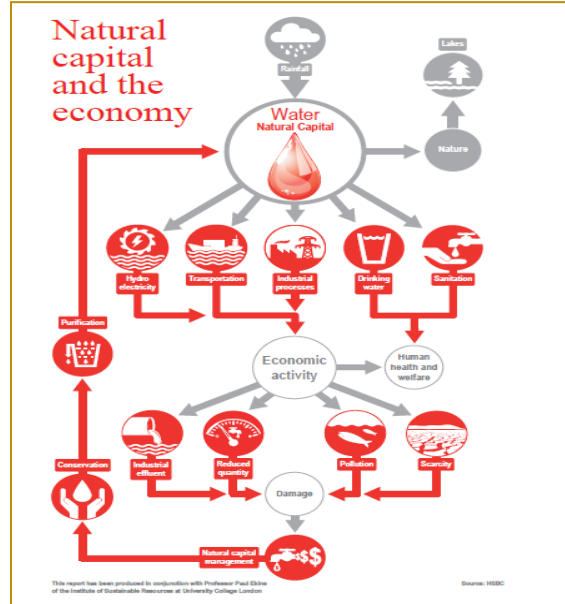 Natural
capital
and the
economy
Rainfall
Lakes
Water
Natural Capital
Nature
Hydro
electricity
Transportation
Industrial
processes
Drinking
water
Sanitation
Purification
Economic
activity
Human
health and
welfare
Conservation
Industrial
effluent
Reduced
quantity
Pollution
Scarcity
Damage
Natural capital
management
$$$
This report has been produced in conjunction with Professor Paul Ekins
of the Institute of Sustainable Resources at University College London
Source: HSBC